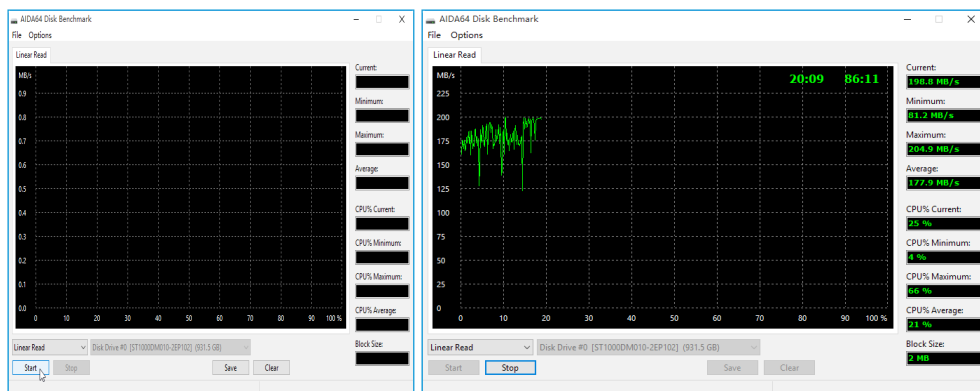 AIDA64 Disk Benchmark
File Options
Linear Read
MB/s
0.9
0.8
0.7
0.6
0.5
0.4
0.3
0.2
0.1
0.0
0 10 20 30 40 50 60 70 80 90 100 %
Current:
Minimum:
Maximum:
Average:
CPU% Current:
CPU% Minimum:
CPU% Maximum:
CPU% Average:
Block Size:
Linear Read
Disk Drive #0 [ST1000DM010-2EP102] (931.5 GB)
Start Stop Save Clear
AIDA64 Disk Benchmark
File Options
Linear Read
MB/s
20:09 86:11
225
200
175
150
125
100
75
50
25
0
0 10 20 30 40 50 60 70 80 90 100 %
Current:
198.8 MB/s
Minimum:
81.2 MB/s
Maximum:
204.9 MB/s
Average:
177.9 MB/s
CPU% Current:
25 %
CPU% Minimum:
4 %
CPU% Maximum:
66 %
CPU% Average:
21 %
Block Size:
2 MB
Linear Read
Disk Drive #0 [ST1000DM010-2EP102] (931.5 GB)
Start Stop Save Clear